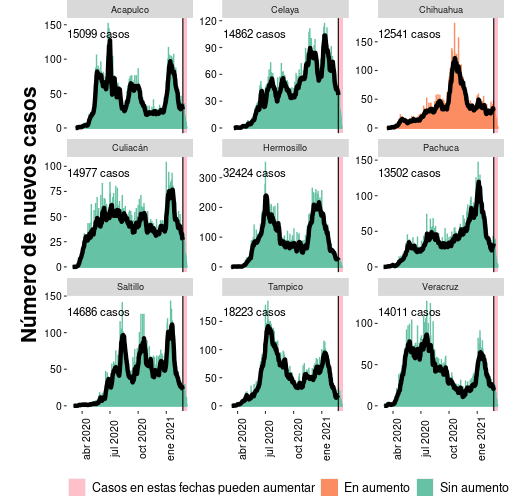 Acapulco Celaya Chihuahua
15099 casos 14862 casos 12541 casos
150 100 50 0
120 90 60 30 0
150 100 50 0
Culiacán Hermosillo Pachuca
14977 casos 32424 casos 13502 casos
100 75 50 25 0
300 200 100 0
150 100 50 0
Saltillo Tampico Veracruz
14686 casos 18223 casos 14011 casos
150 100 50 0
150 100 50 0
100 50 0
abr 2020 jul 2020 oct 2020 ene 2021
abr 2020 jul 2020 oct 2020 ene 2021
abr 2020 jul 2020 oct 2020 ene 2021
Número de nuevos casos
Casos en estas fechas pueden aumentar En aumento Sin aumento